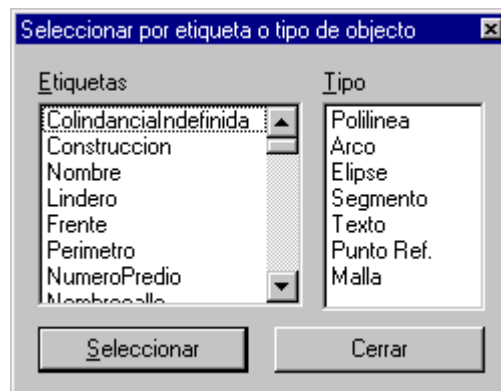 Seleccionar por etiqueta o tipo de objecto
Etiquetas
ColindanciaIndefinida
Construccion
Nombre
Lindero
Frente
Perimetro
NumeroPredio
Tipo
Polilinea
Arco
Elipse
Segmento
Texto
Punto Ref.
Malla
Seleccionar
Cerrar